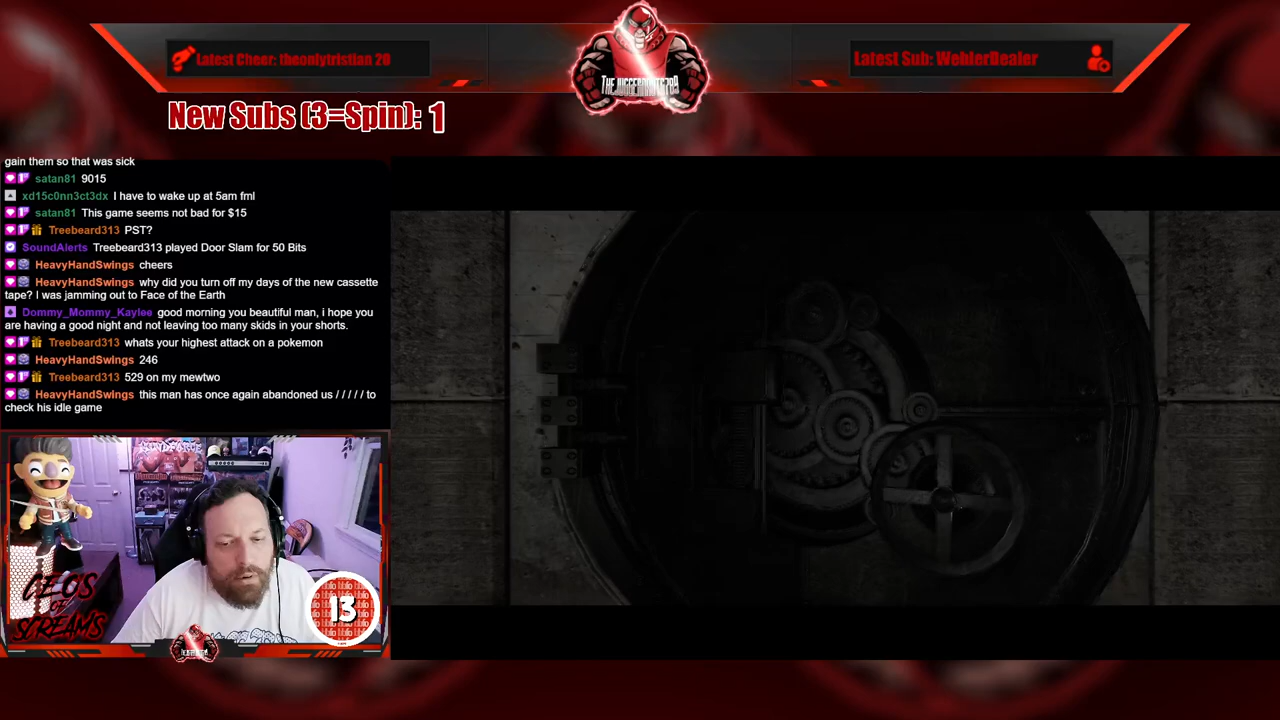 Latest Cheer: theonlytristian 20
THEJUGGERNAUT6789
Latest Sub: WehlerDealer
New Subs (3=Spin): 1
gain them so that was sick
satan81 9015
xd15c0nn3ct3dx I have to wake up at 5am fml
satan81 This game seems not bad for $15
Treebeard313 PST?
SoundAlerts Treebeard313 played Door Slam for 50 Bits
HeavyHandSwings cheers
HeavyHandSwings why did you turn off my days of the new cassette
tape? I was jamming out to Face of the Earth
Dommy_Mommy_Kaylee good morning you beautiful man, i hope you
are having a good night and not leaving too many skids in your shorts.
Treebeard313 whats your highest attack on a pokemon
HeavyHandSwings 246
Treebeard313 529 on my mewtwo
HeavyHandSwings this man has once again abandoned us / / / / / to
check his idle game
CEO'S
OF
STREAMS
13